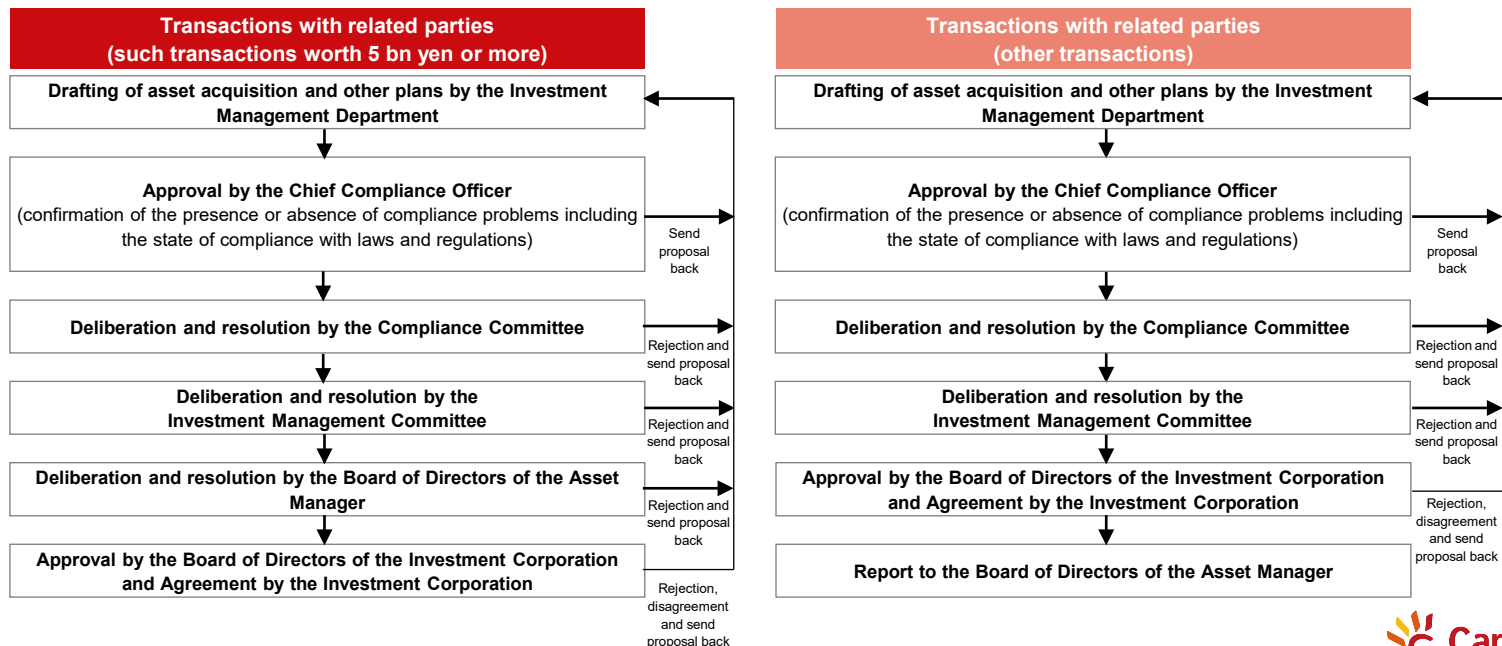 Transactions with related parties
(such transactions worth 5 bn yen or more)
Drafting of asset acquisition and other plans by the Investment
Management Department
Approval by the Chief Compliance Officer
(confirmation of the presence or absence of compliance problems including
the state of compliance with laws and regulations)
Send
proposal
back
Deliberation and resolution by the Compliance Committee
Rejection and
send proposal
back
Deliberation and resolution by the
Investment Management Committee
Rejection and
send proposal
back
Deliberation and resolution by the Board of Directors of the Asset
Manager
Rejection and
send proposal
back
Approval by the Board of Directors of the Investment Corporation
and Agreement by the Investment Corporation
Rejection,
disagreement
and send
proposal back
Transactions with related parties
(other transactions)
Drafting of asset acquisition and other plans by the Investment
Management Department
Approval by the Chief Compliance Officer
(confirmation of the presence or absence of compliance problems including
the state of compliance with laws and regulations)
Send
proposal
back
Deliberation and resolution by the Compliance Committee
Rejection and
send proposal
back
Deliberation and resolution by the
Investment Management Committee
Rejection and
send proposal
back
Approval by the Board of Directors of the Investment Corporation
and Agreement by the Investment Corporation
Rejection,
disagreement
and send
proposal back
Report to the Board of Directors of the Asset Manager